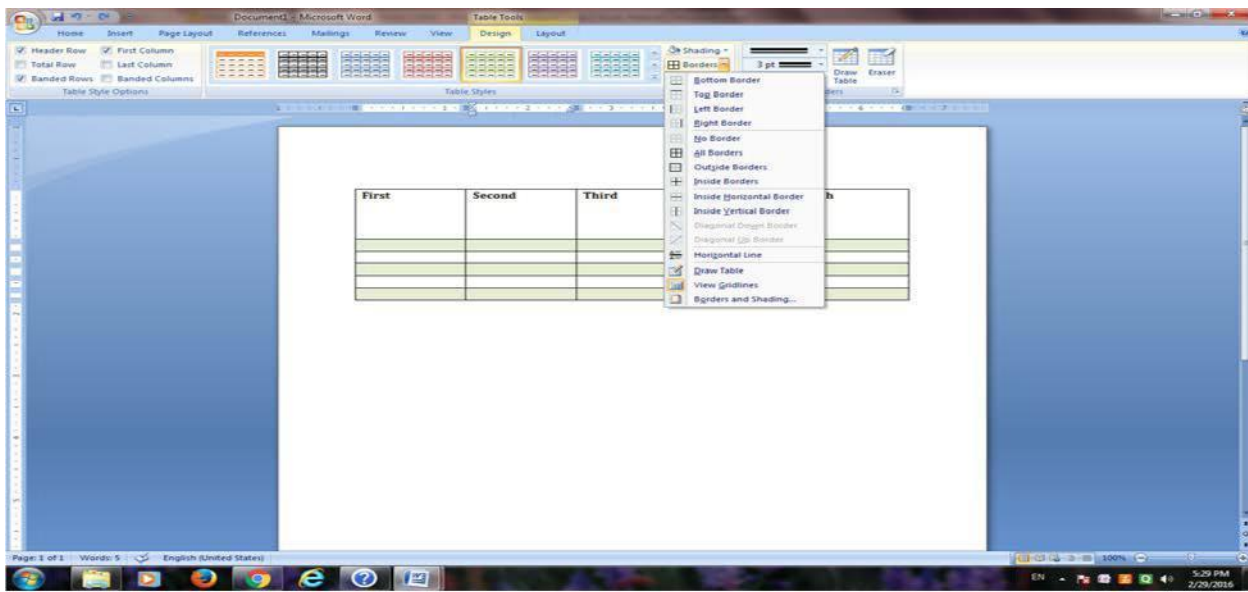 Document1 - Microsoft Word Table Tools
Home Insert Page Layout References Mailings Review View Design Layout
Header Row First Column
Total Row Last Column
Banded Rows Banded Columns
Table Style Options
Table Styles
Shading
Borders
3 pt
Draw Table
Eraser
Bottom Border
Top Border
Left Border
Right Border
No Border
All Borders
Outside Borders
Inside Borders
Inside Horizontal Border
Inside Vertical Border
Diagonal Down Border
Diagonal Up Border
Horizontal Line
Draw Table
View Gridlines
Borders and Shading...
First Second Third h
Page: 1 of 1 Words: 5 English (United States) 100%
EN 5:29 PM
2/29/2016